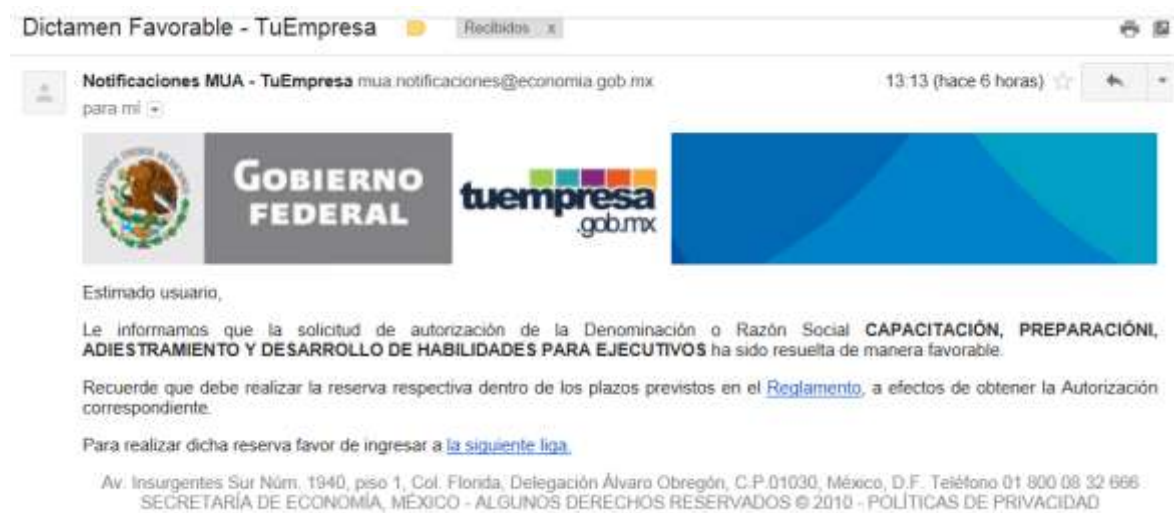 Dictamen Favorable - TuEmpresa Recibidos x
Notificaciones MUA - TuEmpresa mua.notificaciones@economia.gob.mx 13:13 (hace 6 horas)
para mí
GOBIERNO
FEDERAL
tuempresa
.gob.mx
Estimado usuario,
Le informamos que la solicitud de autorización de la Denominación o Razón Social CAPACITACIÓN, PREPARACIÓNI,
ADIESTRAMIENTO Y DESARROLLO DE HABILIDADES PARA EJECUTIVOS ha sido resuelta de manera favorable.
Recuerde que debe realizar la reserva respectiva dentro de los plazos previstos en el Reglamento, a efectos de obtener la Autorización
correspondiente.
Para realizar dicha reserva favor de ingresar a la siguiente liga.
Av. Insurgentes Sur Núm. 1940, piso 1, Col. Florida, Delegación Álvaro Obregón, C.P.01030, México, D.F. Teléfono 01 800 08 32 666
SECRETARÍA DE ECONOMÍA, MÉXICO - ALGUNOS DERECHOS RESERVADOS © 2010 - POLÍTICAS DE PRIVACIDAD